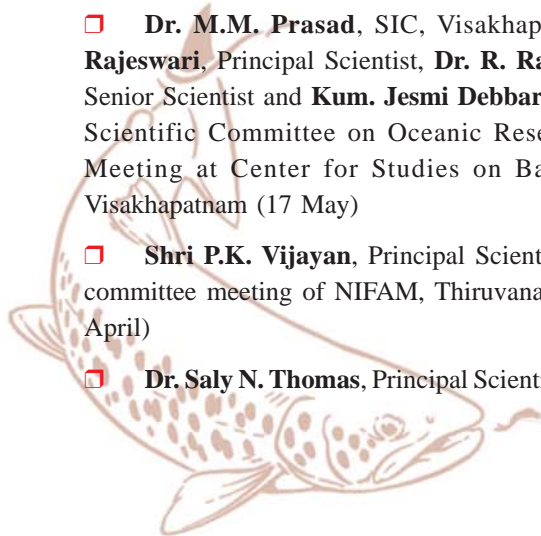 ❐ Dr. M.M. Prasad, SIC, Visakhap
Rajeswari, Principal Scientist, Dr. R. Ra
Senior Scientist and Kum. Jesmi Debbar
Scientific Committee on Oceanic Rese
Meeting at Center for Studies on Ba
Visakhapatnam (17 May)
❐ Shri P.K. Vijayan, Principal Scient
committee meeting of NIFAM, Thiruvana
April)
❐ Dr. Saly N. Thomas, Principal Scienti